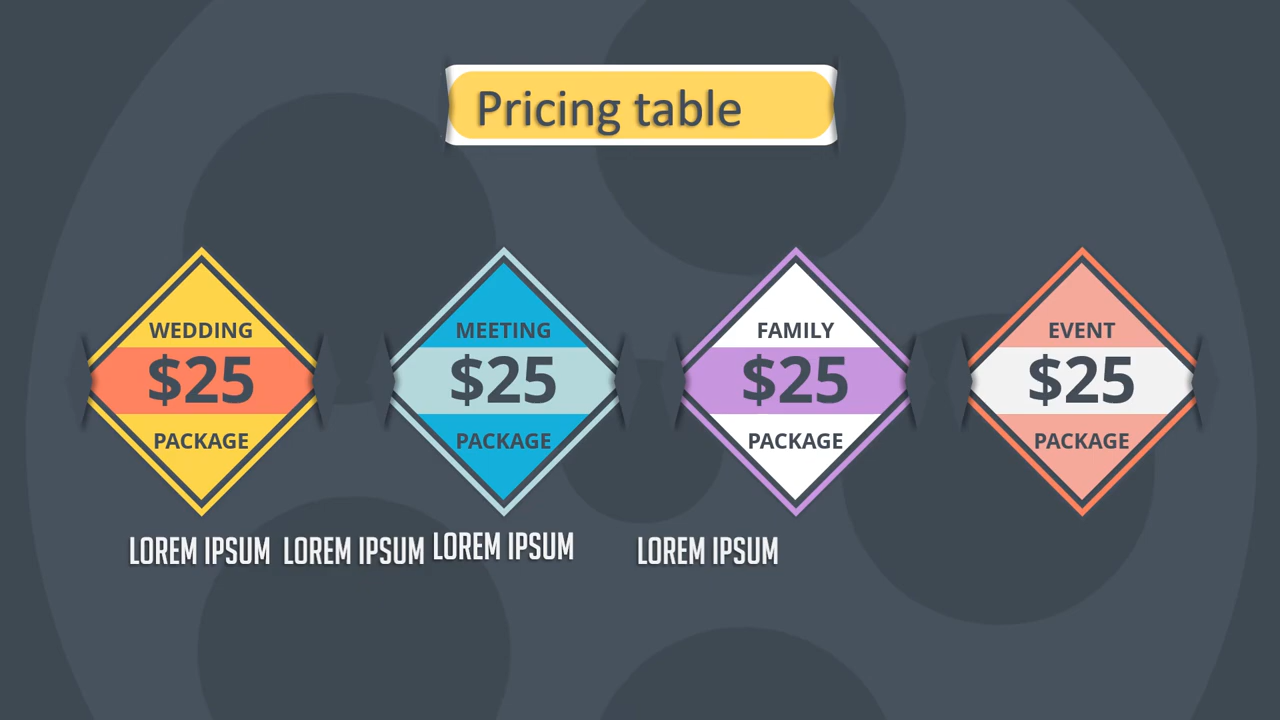 Pricing table
WEDDING
$25
PACKAGE
MEETING
$25
PACKAGE
FAMILY
$25
PACKAGE
EVENT
$25
PACKAGE
LOREM IPSUM
LOREM IPSUM
LOREM IPSUM
LOREM IPSUM